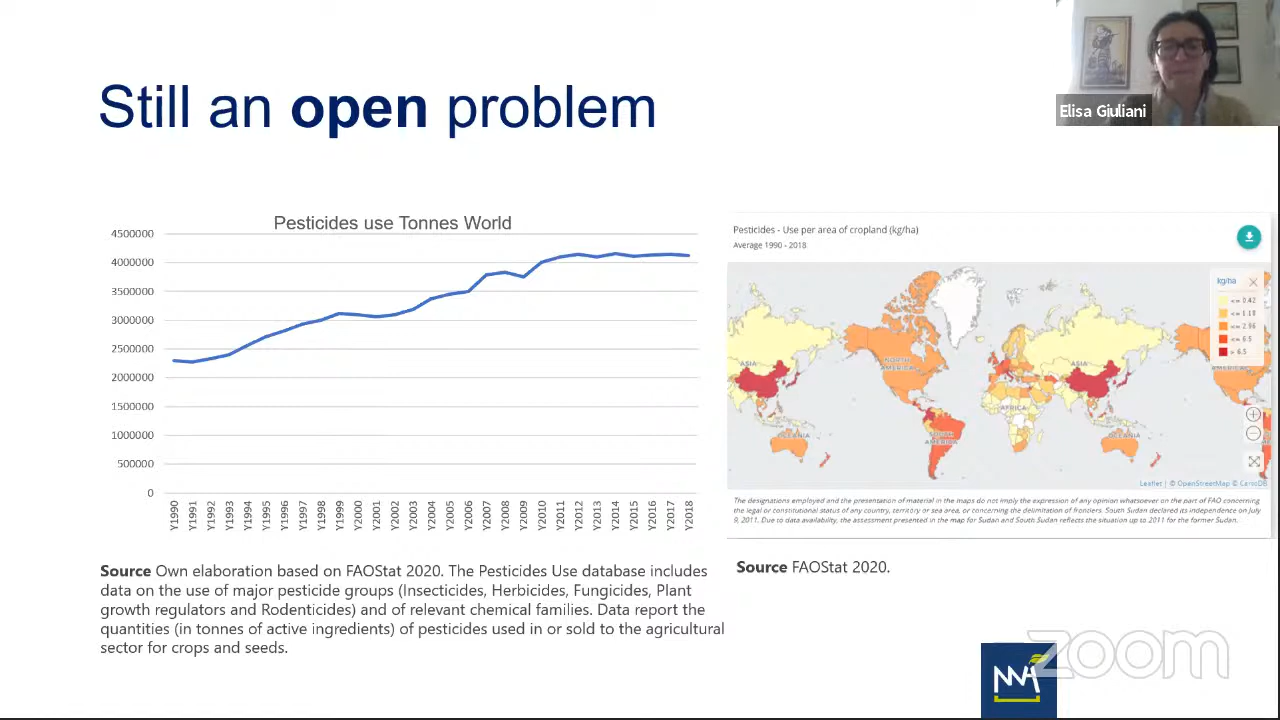 Elisa Giuliani
Still an open problem
Pesticides use Tonnes World
4500000
4000000
3500000
3000000
2500000
2000000
1500000
1000000
500000
0
Y1990
Y1991
Y1992
Y1993
Y1994
Y1995
Y1996
Y1997
Y1998
Y1999
Y2000
Y2001
Y2002
Y2003
Y2004
Y2005
Y2006
Y2007
Y2008
Y2009
Y2010
Y2011
Y2012
Y2013
Y2014
Y2015
Y2016
Y2017
Y2018
Source Own elaboration based on FAOStat 2020. The Pesticides Use database includes
data on the use of major pesticide groups (Insecticides, Herbicides, Fungicides, Plant
growth regulators and Rodenticides) and of relevant chemical families. Data report the
quantities (in tonnes of active ingredients) of pesticides used in or sold to the agricultural
sector for crops and seeds.
Pesticides - Use per area of cropland (kg/ha)
Average 1990 - 2018
kg/ha
<= 0.42
<= 1.18
<= 2.96
<= 6.5
> 6.5
ASIA
NORTH
AMERICA
ASIA
AMERICA
AFRICA
OCEANIA
SOUTH
AMERICA
OCEANIA
Leaflet | © OpenStreetMap © CartoDB
The designations employed and the presentation of material in the maps do not imply the expression of any opinion whatsoever on the part of FAO concerning
the legal or constitutional status of any country, territory or sea area, or concerning the delimitation of frontiers. South Sudan declared its independence on July
9, 2011. Due to data availability, the assessment presented in the map for Sudan and South Sudan reflects the situation up to 2011 for the former Sudan.
Source FAOStat 2020.
zoom